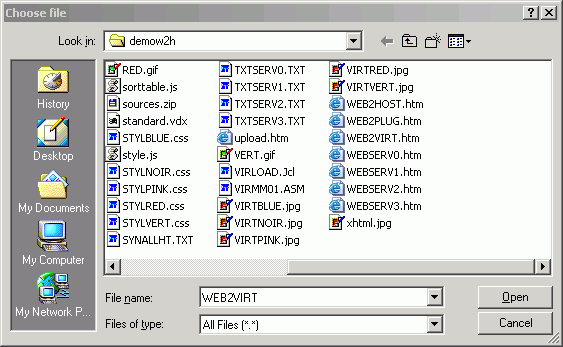 Choose file
Look in: demow2h
History
Desktop
My Documents
My Computer
My Network P...
RED.gif
sorttable.js
sources.zip
standard.vdx
STYLBLUE.css
style.js
STYLNOIR.css
STYLPINK.css
STYLRED.css
STYLVERT.css
SYNALLHT.TXT
TXTSERV0.TXT
TXTSERV1.TXT
TXTSERV2.TXT
TXTSERV3.TXT
upload.htm
VERT.gif
VIRLOAD.Jcl
VIRMM01.ASM
VIRTBLUE.jpg
VIRTNOIR.jpg
VIRTPINK.jpg
VIRTRED.jpg
VIRTVERT.jpg
WEB2HOST.htm
WEB2PLUG.htm
WEB2VIRT.htm
WEBSERV0.htm
WEBSERV1.htm
WEBSERV2.htm
WEBSERV3.htm
xhtml.jpg
File name: WEB2VIRT Open
Files of type: All Files (*.*) Cancel